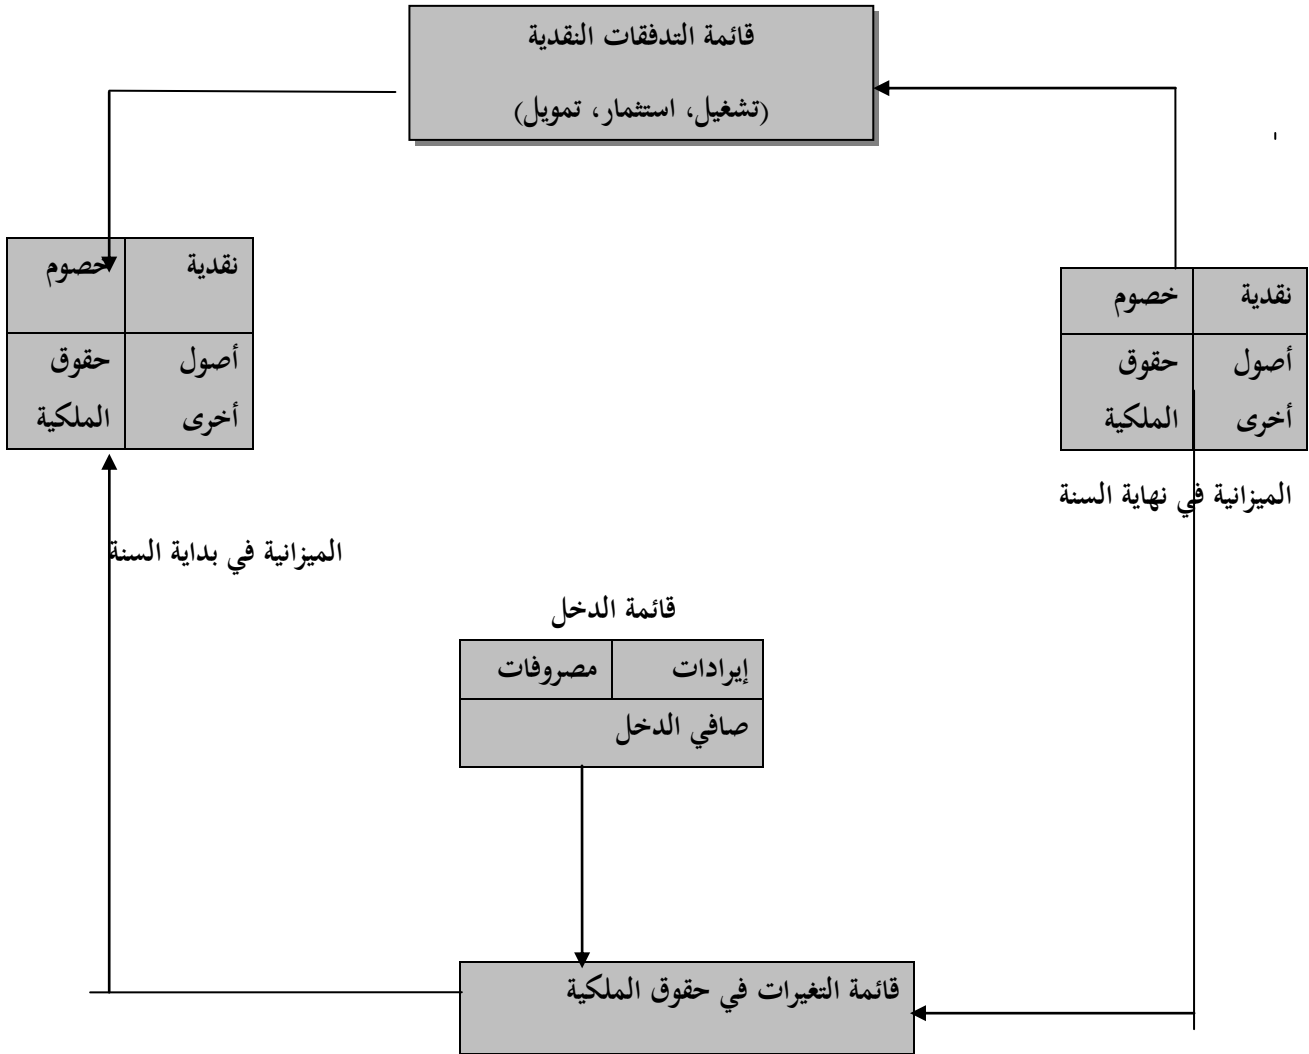 قائمة التدفقات النقدية
(تشغيل، استثمار، تمويل)
نقدية خصوم
أصول حقوق
أخرى الملكية
الميزانية في نهاية السنة
نقدية خصوم
أصول حقوق
أخرى الملكية
الميزانية في بداية السنة
قائمة الدخل
إيرادات مصروفات
صافي الدخل
قائمة التغيرات في حقوق الملكية